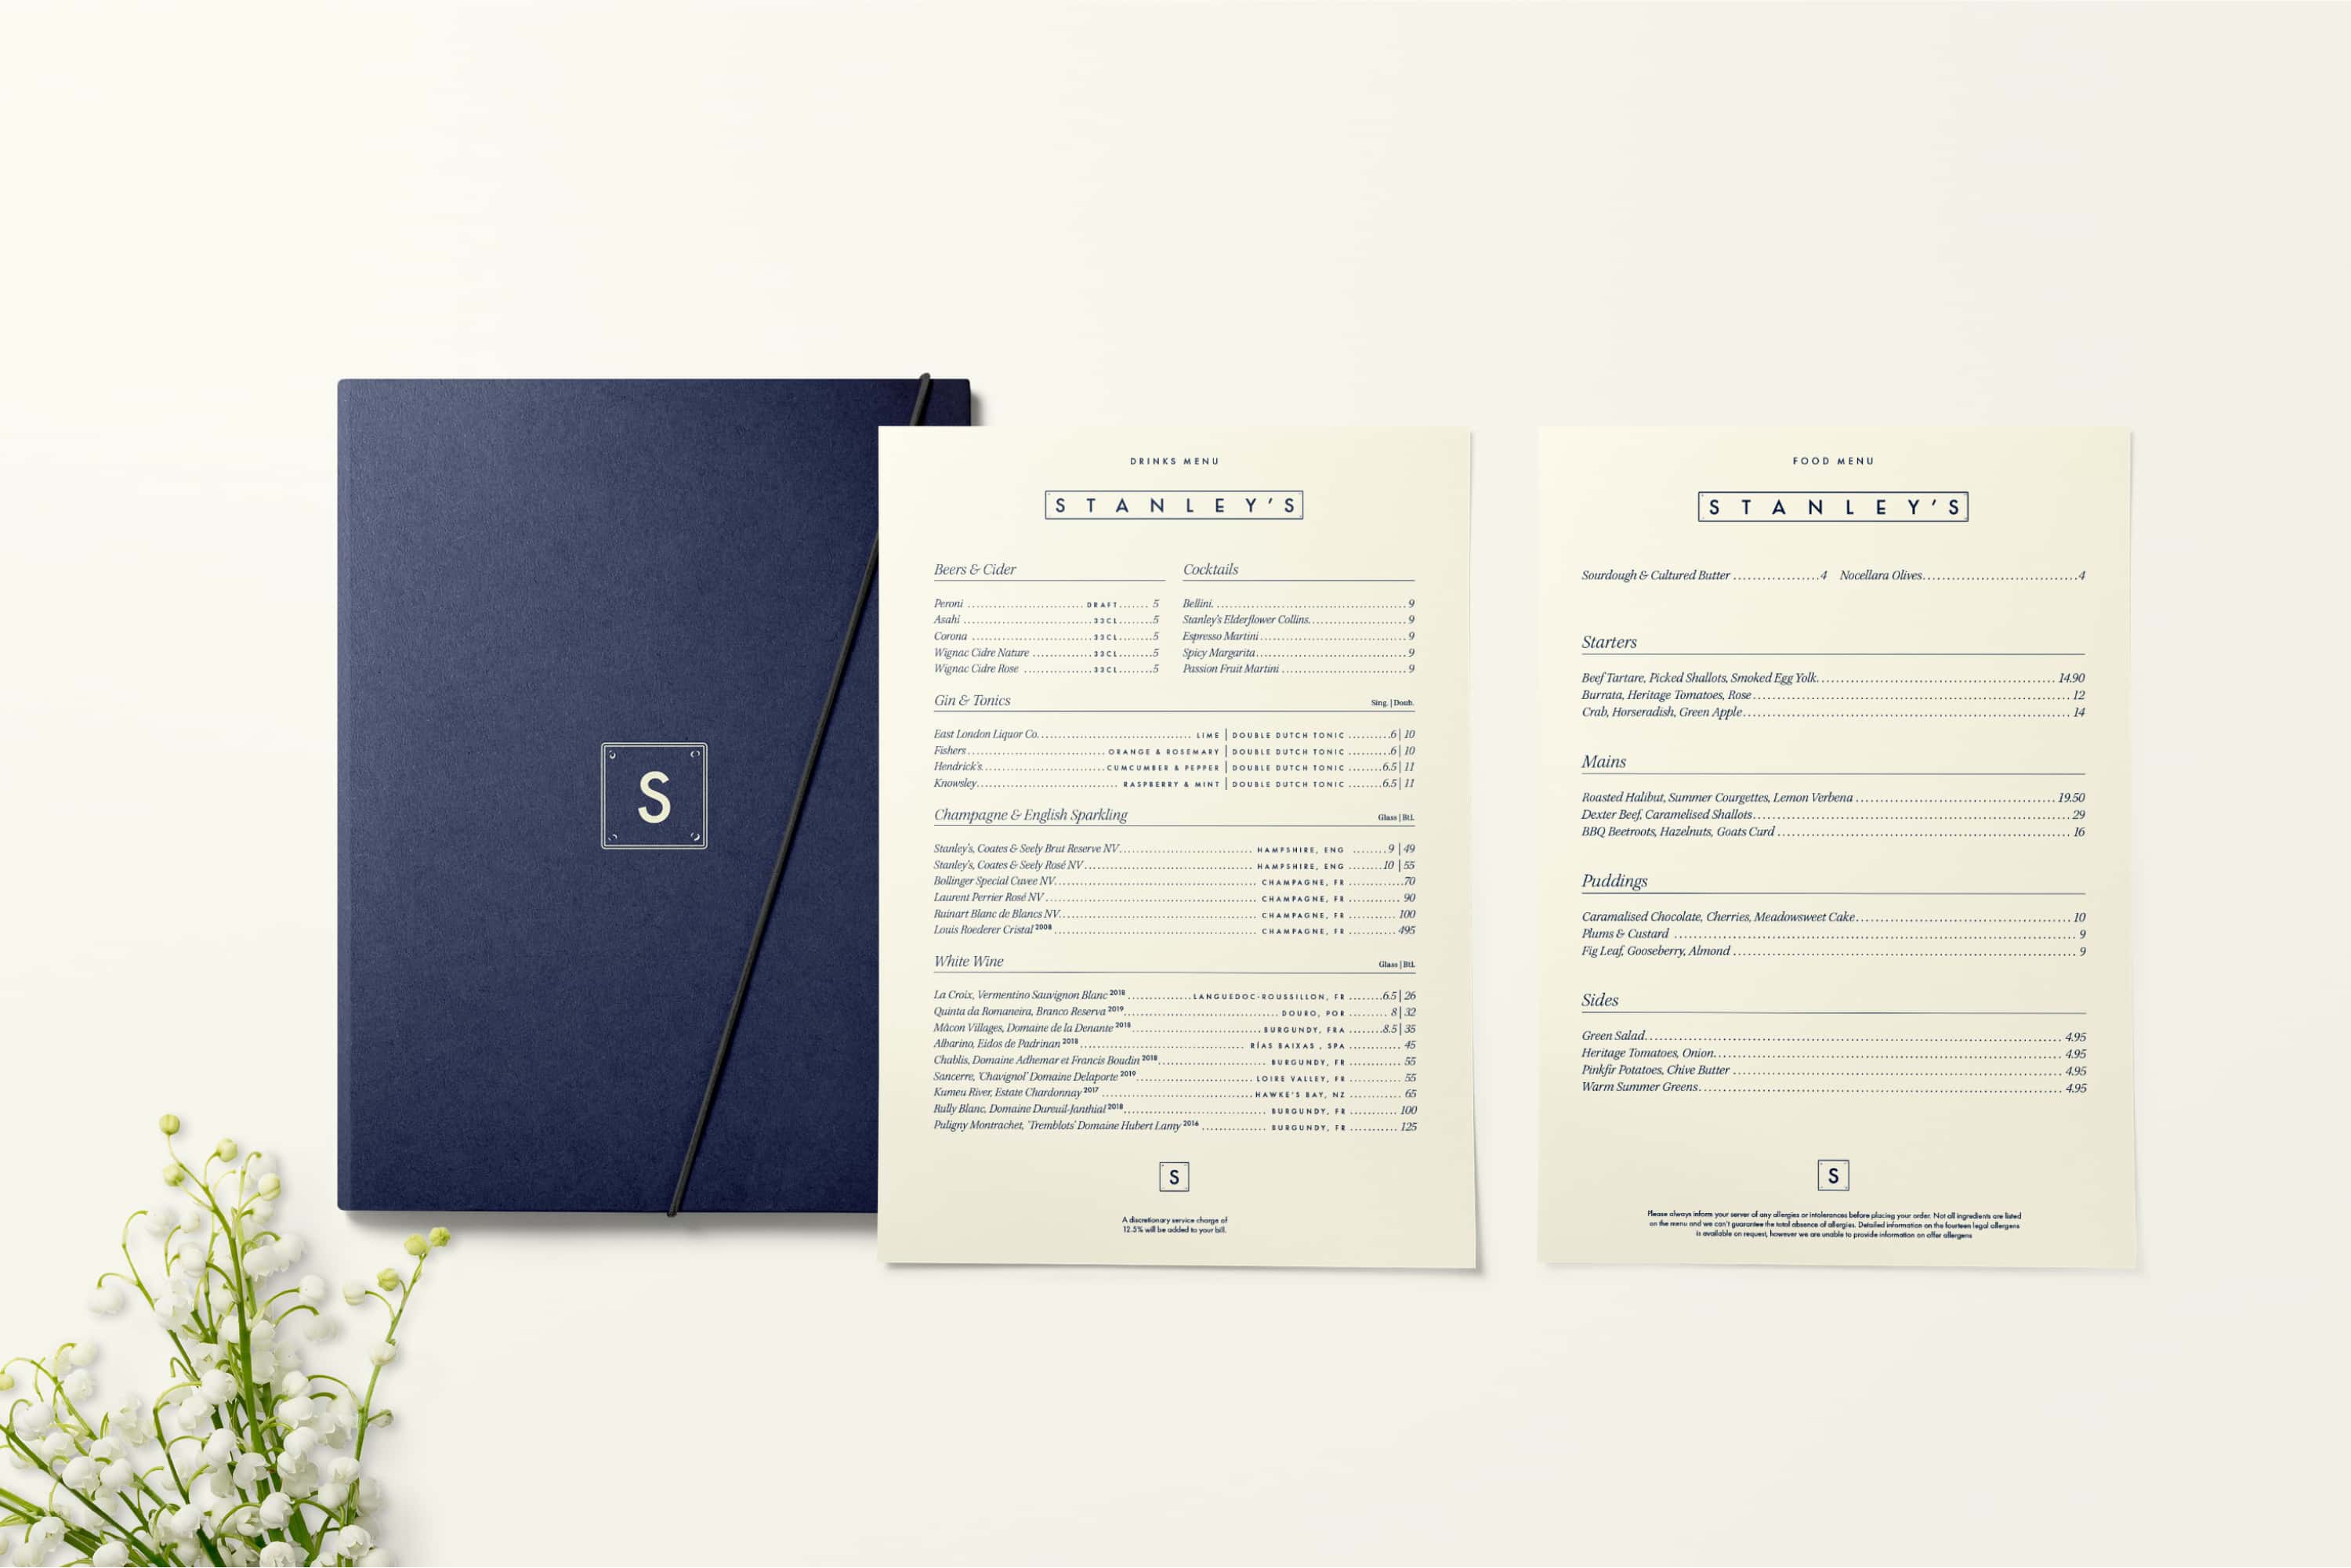 S
DRINKS MENU
STANLEY'S
Beers & Cider
Peroni ........ DRAFT ....... 5
Asahi ........ 33CL ........ 5
Corona ........ 33CL ........ 5
Wignac Cidre Nature ........ 33CL ........ 5
Wignac Cidre Rose ........ 33CL ........ 5
Cocktails
Bellini ........ 9
Stanley's Elderflower Collins ........ 9
Espresso Martini ........ 9
Spicy Margarita ........ 9
Passion Fruit Martini ........ 9
Gin & Tonics Sing. | Doub.
East London Liquor Co. ........ LIME | DOUBLE DUTCH TONIC ........ 6 | 10
Fishers ........ ORANGE & ROSEMARY | DOUBLE DUTCH TONIC ........ 6 | 10
Hendrick's ........ CUMCUMBER & PEPPER | DOUBLE DUTCH TONIC ........ 6.5 | 11
Knowsley ........ RASPBERRY & MINT | DOUBLE DUTCH TONIC ........ 6.5 | 11
Champagne & English Sparkling Glass | Btl.
Stanley's, Coates & Seely Brut Reserve NV ........ HAMPSHIRE, ENG ........ 9 | 49
Stanley's, Coates & Seely Rosé NV ........ HAMPSHIRE, ENG ........ 10 | 55
Bollinger Special Cuvee NV ........ CHAMPAGNE, FR ........ 70
Laurent Perrier Rosé NV ........ CHAMPAGNE, FR ........ 90
Ruinart Blanc de Blancs NV ........ CHAMPAGNE, FR ........ 100
Louis Roederer Cristal 2008 ........ CHAMPAGNE, FR ........ 495
White Wine Glass | Btl.
La Croix, Vermentino Sauvignon Blanc 2018 ........ LANGUEDOC-ROUSSILLON, FR ........ 6.5 | 26
Quinta da Romaneira, Branco Reserva 2019 ........ DOURO, POR ........ 8 | 32
Mâcon Villages, Domaine de la Denante 2018 ........ BURGUNDY, FRA ........ 8.5 | 35
Albarino, Eidos de Padrinan 2018 ........ RÍAS BAIXAS , SPA ........ 45
Chablis, Domaine Adhemar et Francis Boudin 2018 ........ BURGUNDY, FR ........ 55
Sancerre, 'Chavignol' Domaine Delaporte 2019 ........ LOIRE VALLEY, FR ........ 55
Kumeu River, Estate Chardonnay 2017 ........ HAWKE'S BAY, NZ ........ 65
Rully Blanc, Domaine Dureuil-Janthial 2018 ........ BURGUNDY, FR ........ 100
Puligny Montrachet, 'Tremblots' Domaine Hubert Lamy 2016 ........ BURGUNDY, FR ........ 125
S
A discretionary service charge of
12.5% will be added to your bill.
FOOD MENU
STANLEY'S
Sourdough & Cultured Butter ........ 4 Nocellara Olives ........ 4
Starters
Beef Tartare, Picked Shallots, Smoked Egg Yolk ........ 14.90
Burrata, Heritage Tomatoes, Rose ........ 12
Crab, Horseradish, Green Apple ........ 14
Mains
Roasted Halibut, Summer Courgettes, Lemon Verbena ........ 19.50
Dexter Beef, Caramelised Shallots ........ 29
BBQ Beetroots, Hazelnuts, Goats Curd ........ 16
Puddings
Caramalised Chocolate, Cherries, Meadowsweet Cake ........ 10
Plums & Custard ........ 9
Fig Leaf, Gooseberry, Almond ........ 9
Sides
Green Salad ........ 4.95
Heritage Tomatoes, Onion ........ 4.95
Pinkfir Potatoes, Chive Butter ........ 4.95
Warm Summer Greens ........ 4.95
S
Please always inform your server of any allergies or intolerances before placing your order. Not all ingredients are listed
on the menu and we can't guarantee the total absence of allergies. Detailed information on the fourteen legal allergens
is available on request, however we are unable to provide information on offer allergens